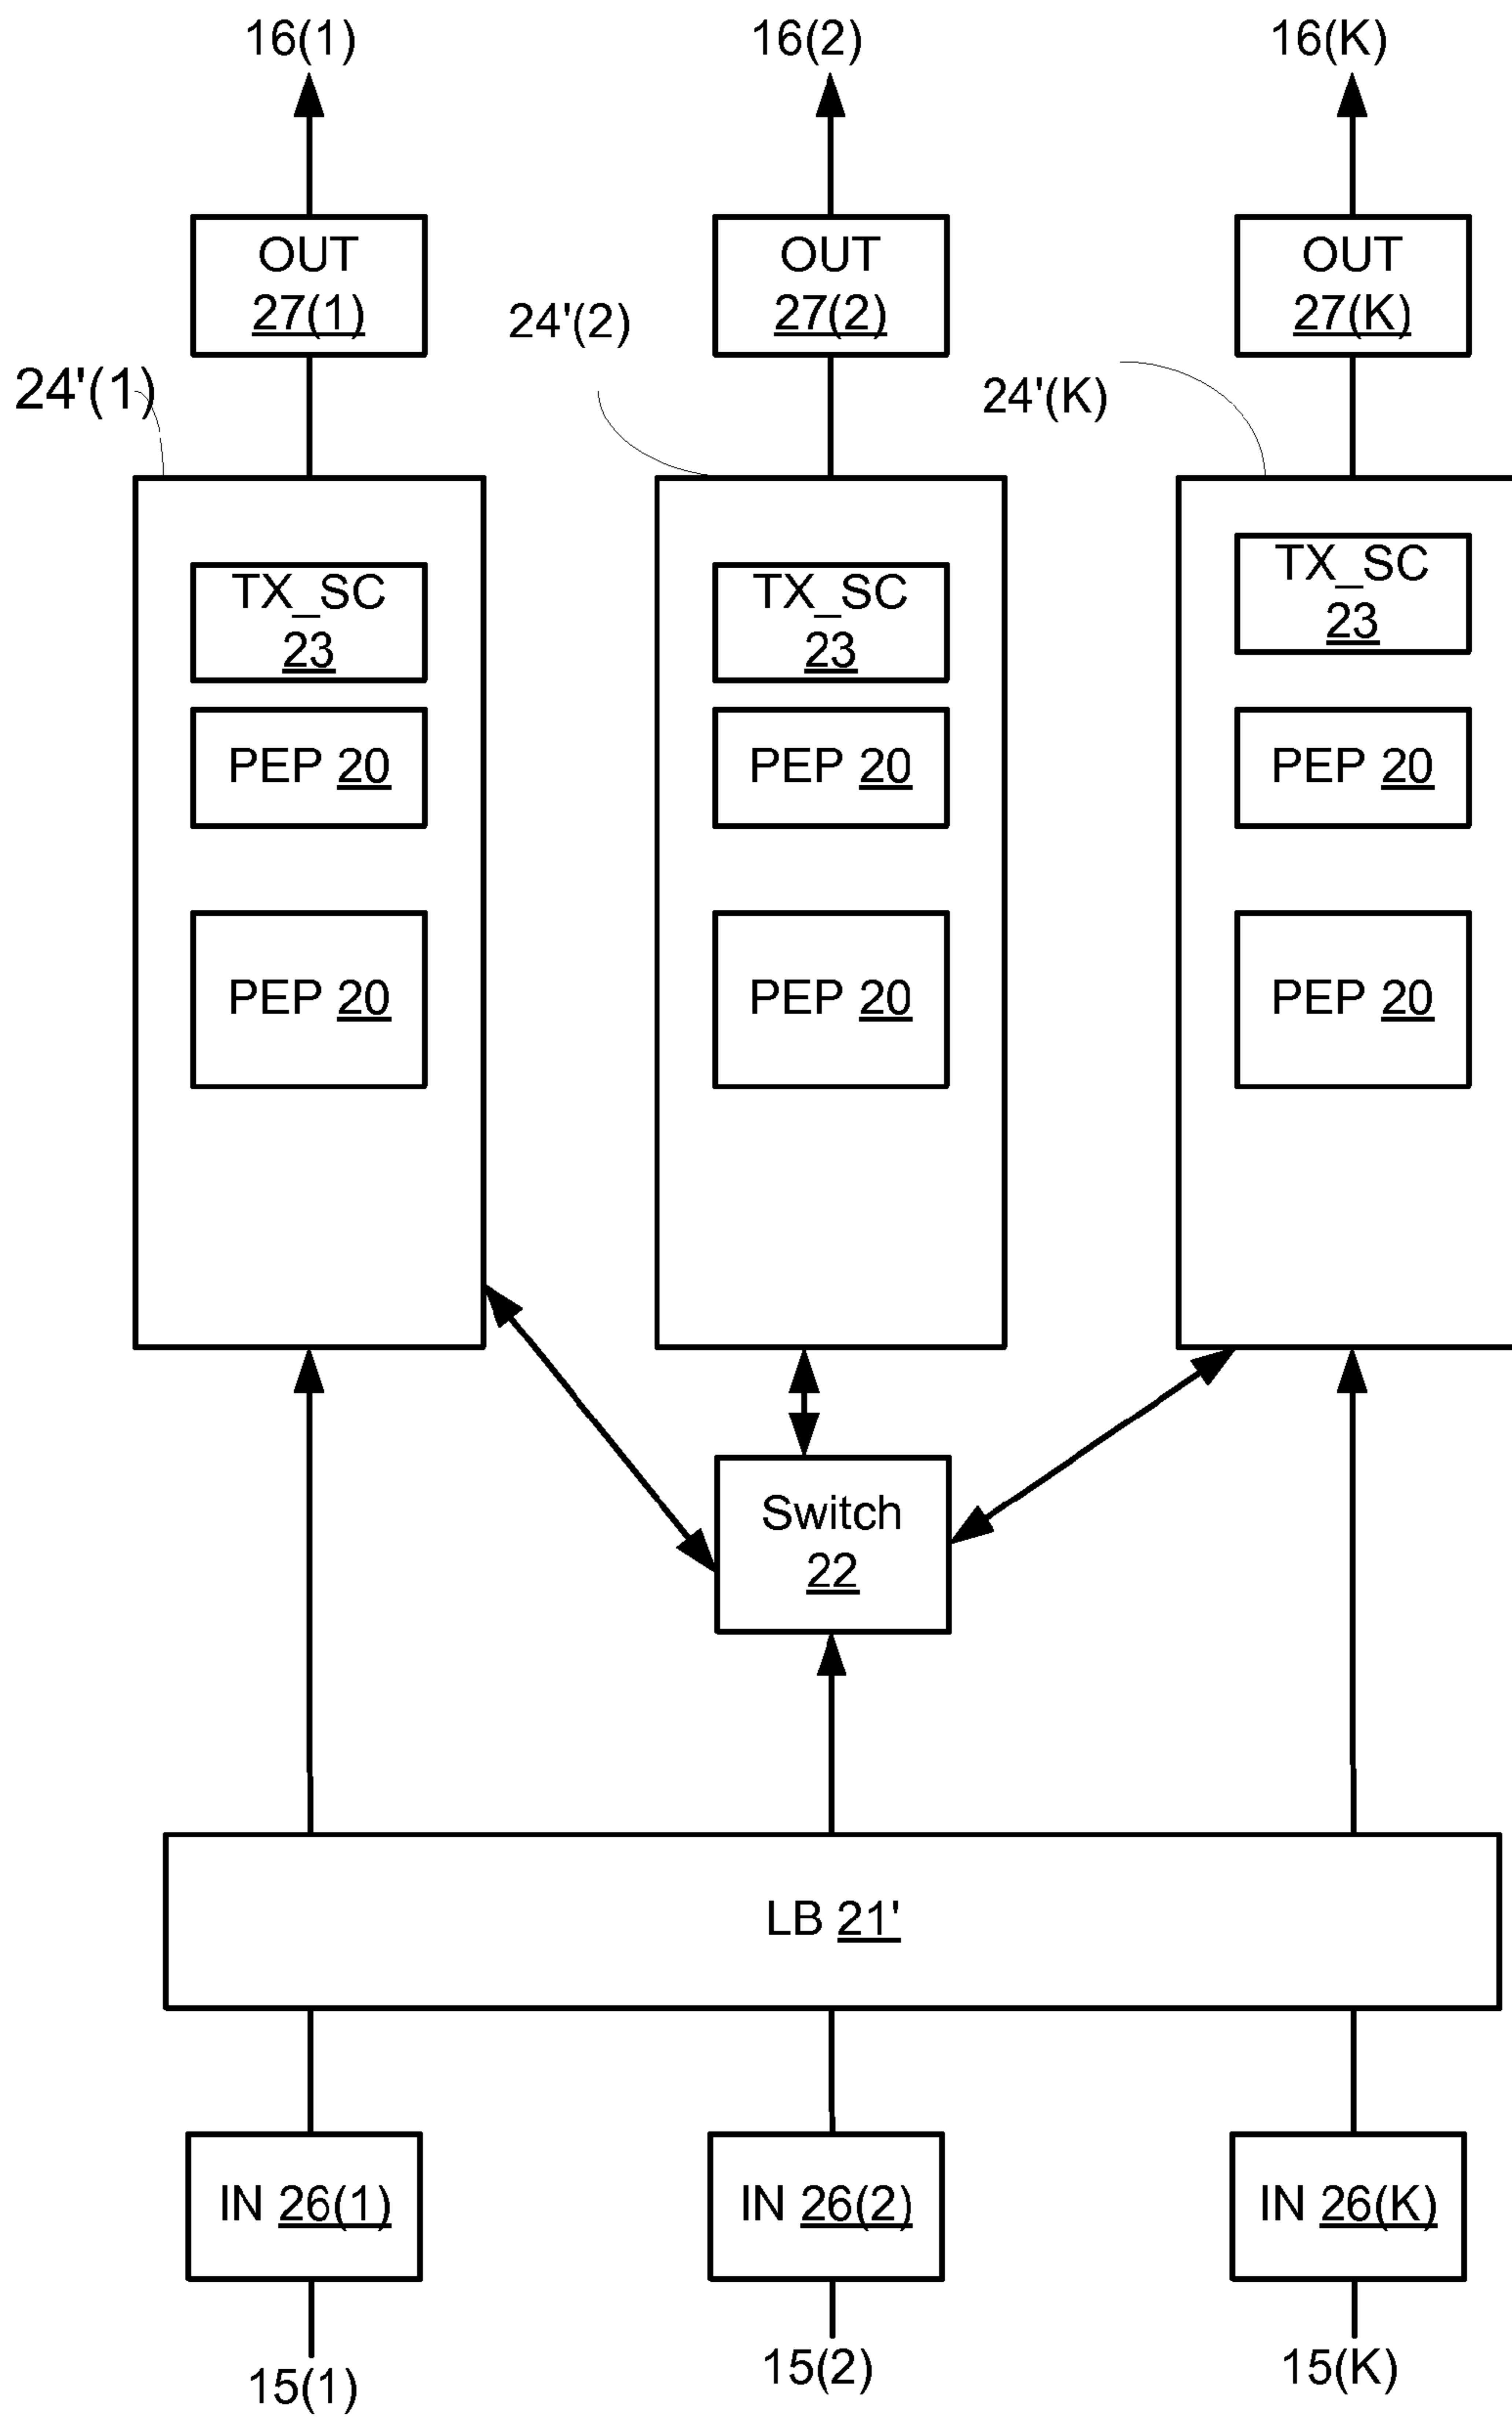 16(1)
16(2)
16(K)
OUT
27(1)
OUT
27(2)
OUT
27(K)
24'(1)
24'(2)
24'(K)
TX_SC
23
TX_SC
23
TX_SC
23
PEP 20
PEP 20
PEP 20
PEP 20
PEP 20
PEP 20
Switch
22
LB 21'
IN 26(1)
IN 26(2)
IN 26(K)
15(1)
15(2)
15(K)